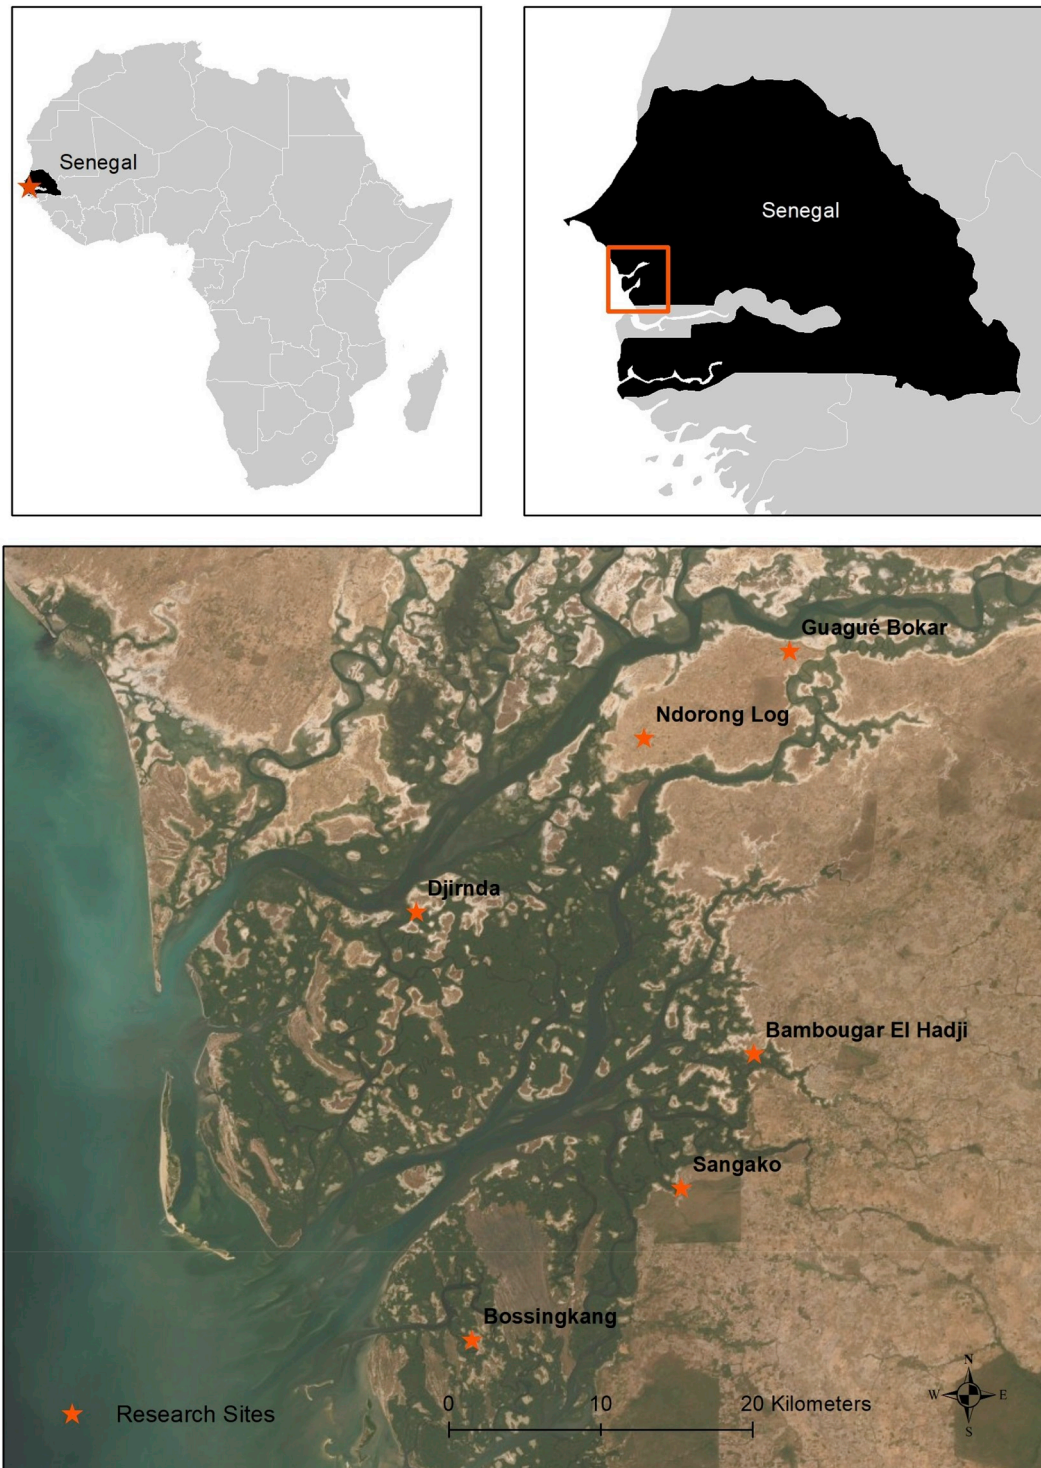 Senegal
Senegal
Guagué Bokar
Ndorong Log
Djirnda
Bambougar El Hadji
Sangako
Bossingkang
Research Sites
0 10 20 Kilometers
N
W E
S